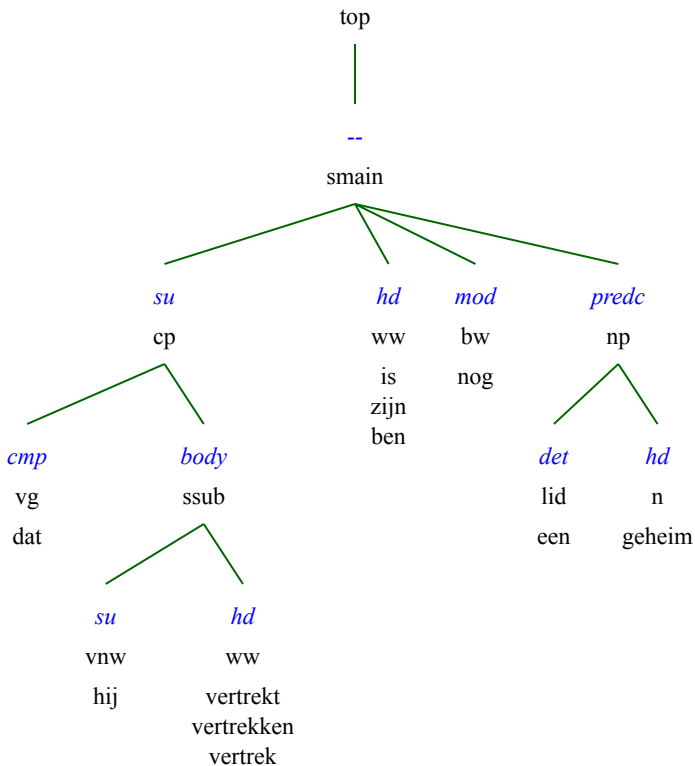 top
--
smain
su hd mod predc
cp ww bw np
is nog
zijn
ben
cmp body det hd
vg ssub lid n
dat een geheim
su hd
vnw ww
hij vertrekt
vertrekken
vertrek